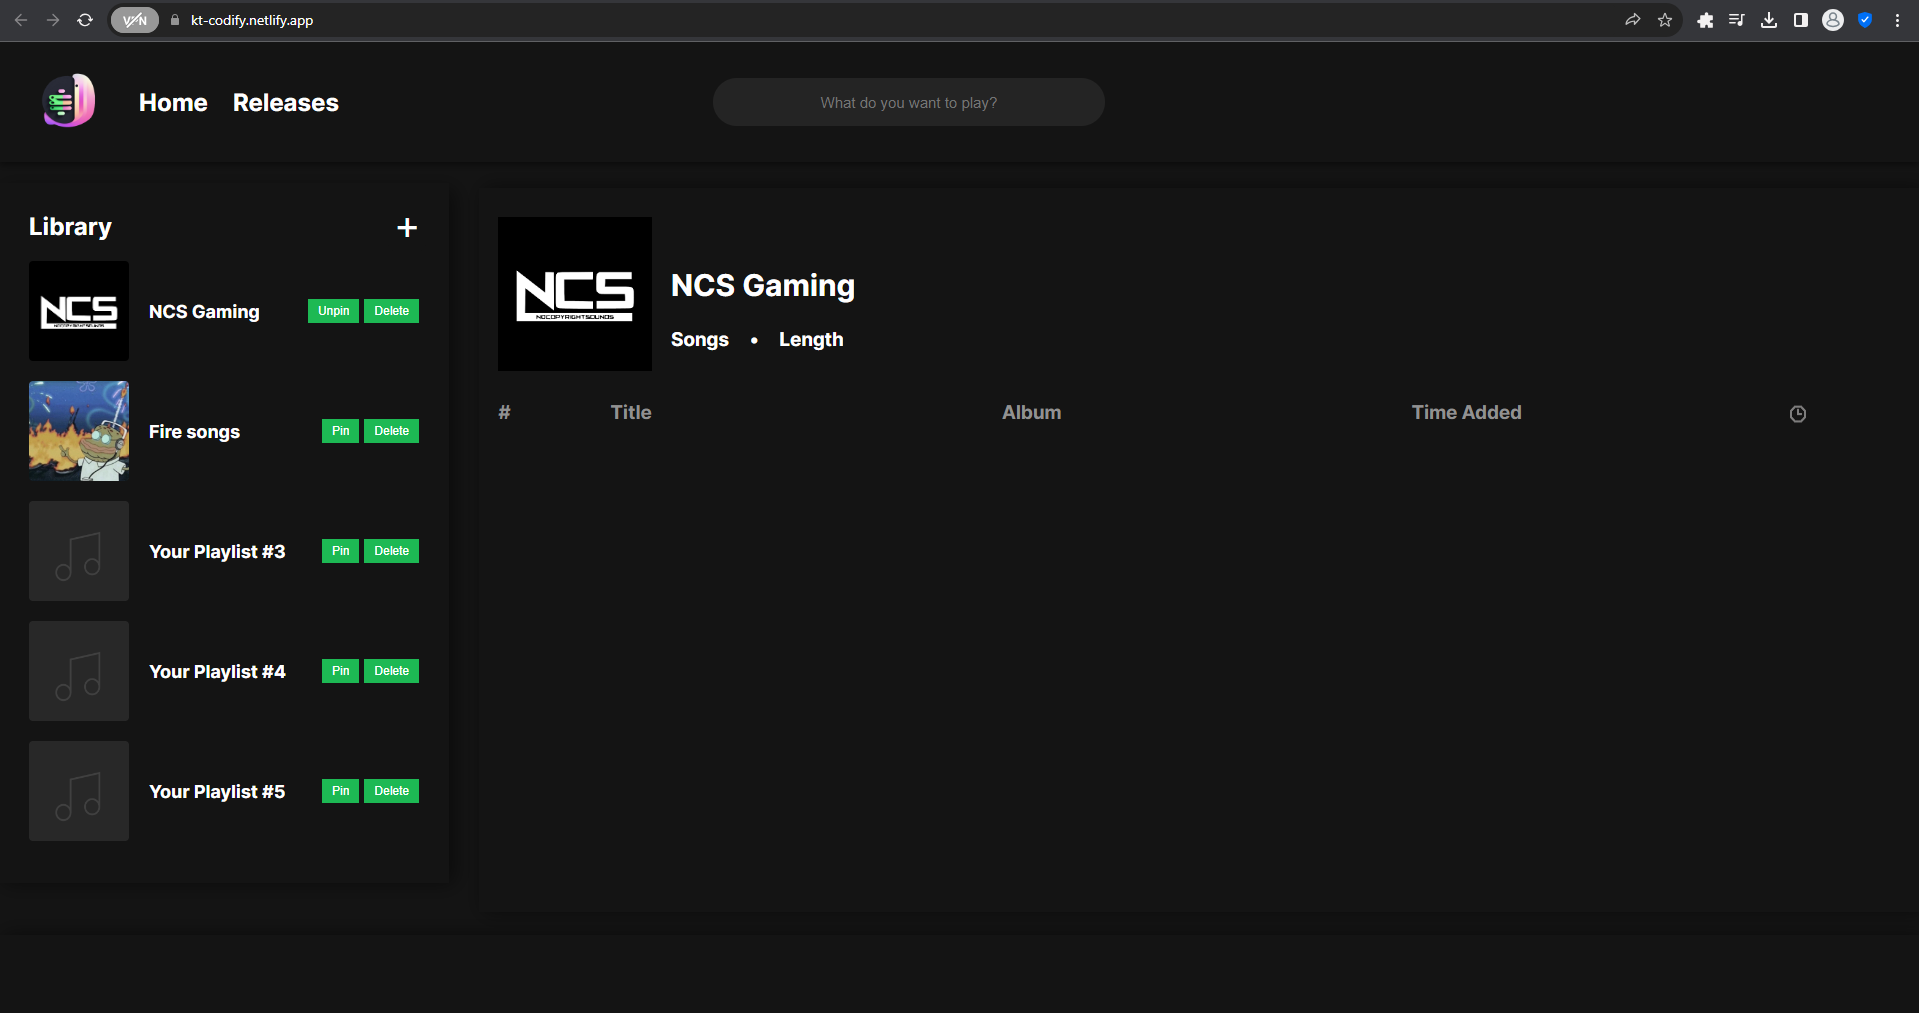 VPN
kt-codify.netlify.app
Home Releases
What do you want to play?
Library +
NCS
NOCOPYRIGHTSOUNDS
NCS Gaming
Unpin Delete
Fire songs
Pin Delete
Your Playlist #3
Pin Delete
Your Playlist #4
Pin Delete
Your Playlist #5
Pin Delete
NCS
NOCOPYRIGHTSOUNDS
NCS Gaming
Songs • Length
# Title Album Time Added